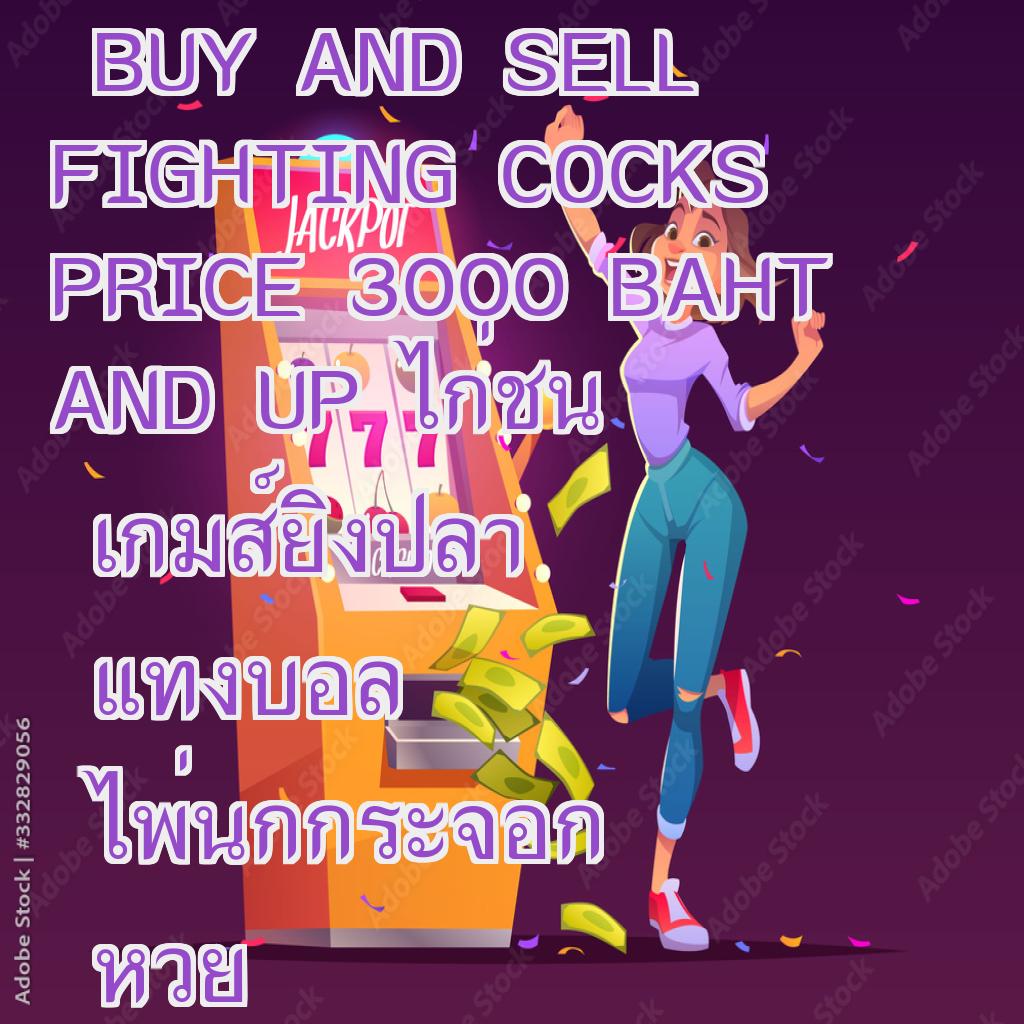 BUY AND SELL
FIGHTING COCKS
JACKPOT
PRICE 3000 BAHT
AND UP ไก่ชน
777
เกมส์ยิงปลา
แทงบอล
ไพ่นกกระจอก
หวย
Adobe Stock | #332829056